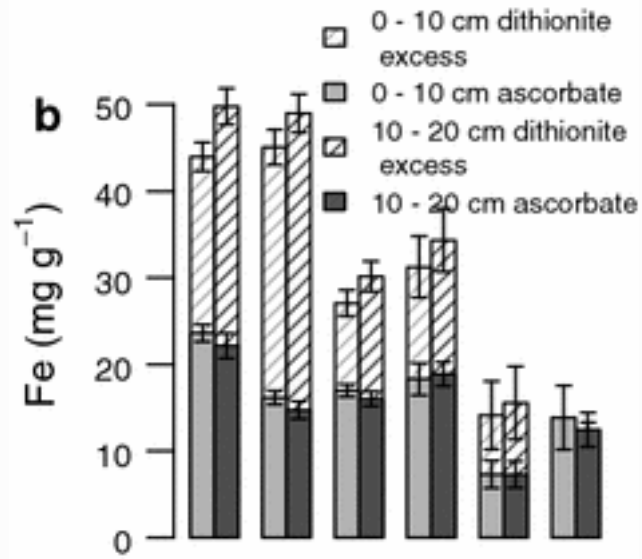 b
0 - 10 cm dithionite
excess
0 - 10 cm ascorbate
10 - 20 cm dithionite
excess
10 - 20 cm ascorbate
Fe (mg g⁻¹)
50
40
30
20
10
0